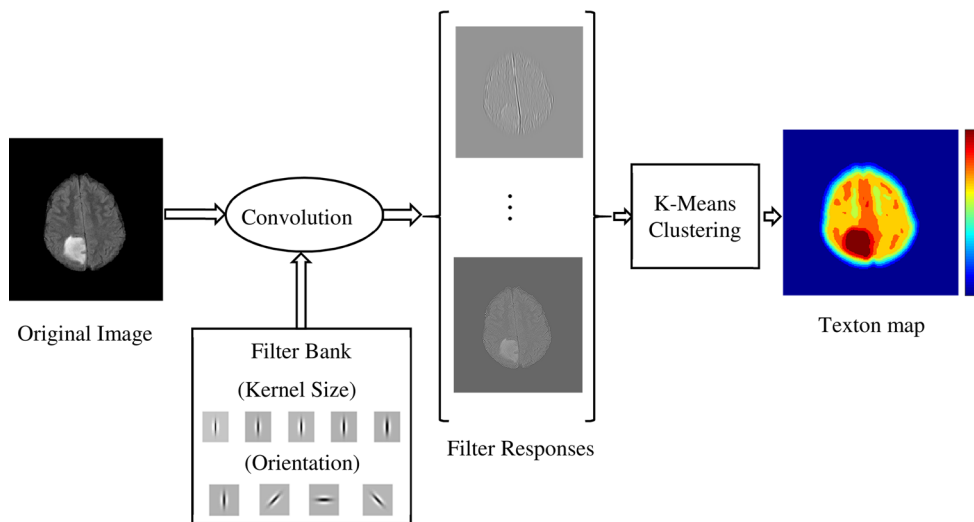 Original Image
Convolution
Filter Bank
(Kernel Size)
(Orientation)
Filter Responses
K-Means
Clustering
Texton map